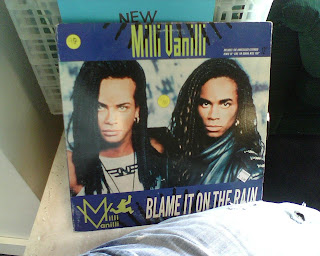 NEW
Milli Vanilli
BLAME IT ON THE RAIN
Milli
Vanilli